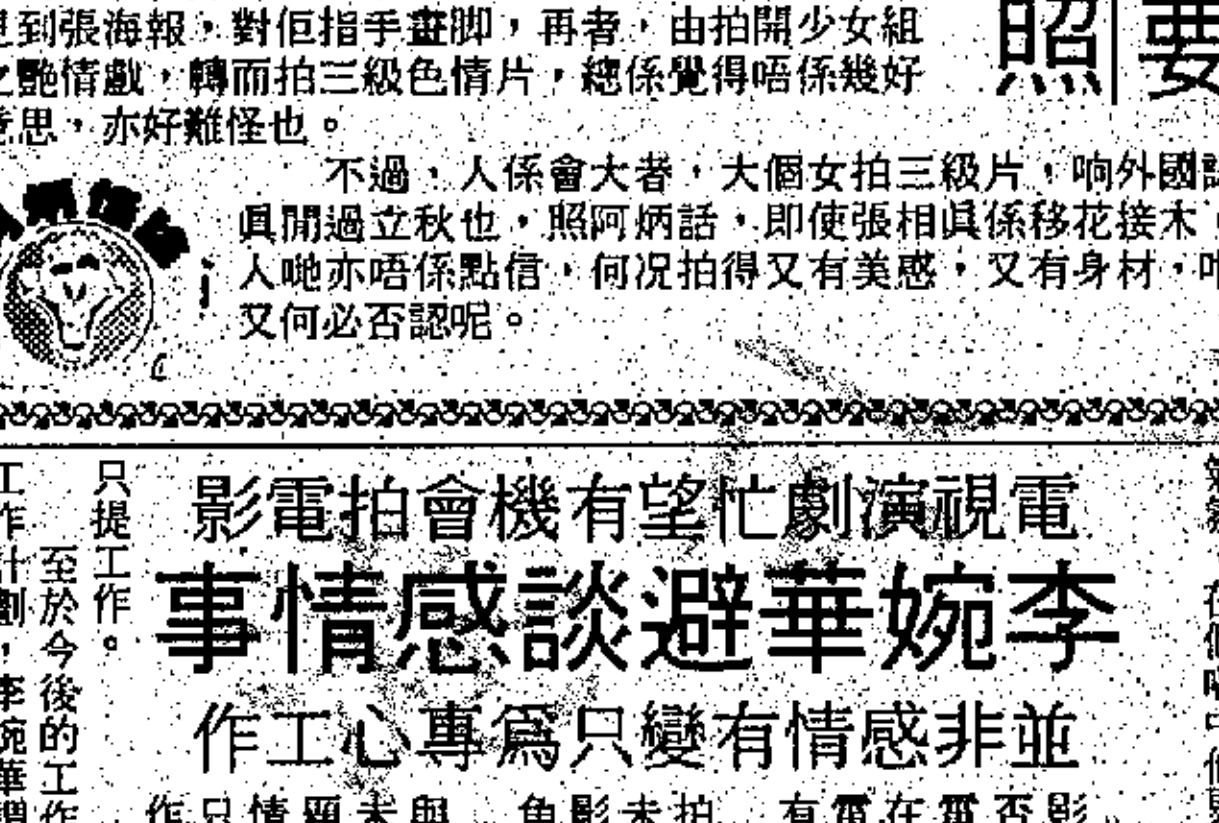 到張海報，對佢指手畫脚，再者，由拍開少女組
之艷情戲，轉而拍三級色情片，總係覺得唔係幾好
意思，亦好難怪也。
不過，人係會大者，大個女拍三級片，响外國
眞閒過立秋也，照阿炳話，即使張相眞係移花接木，
人哋亦唔係點信，何况拍得又有美感，又有身材，咁
又何必否認呢。
要
照
電視演劇忙望有機會拍電影
李婉華避談感情事
並非感情有變只爲專心工作
只提工作。
至於今後的工作
工作計劃，李婉華謂